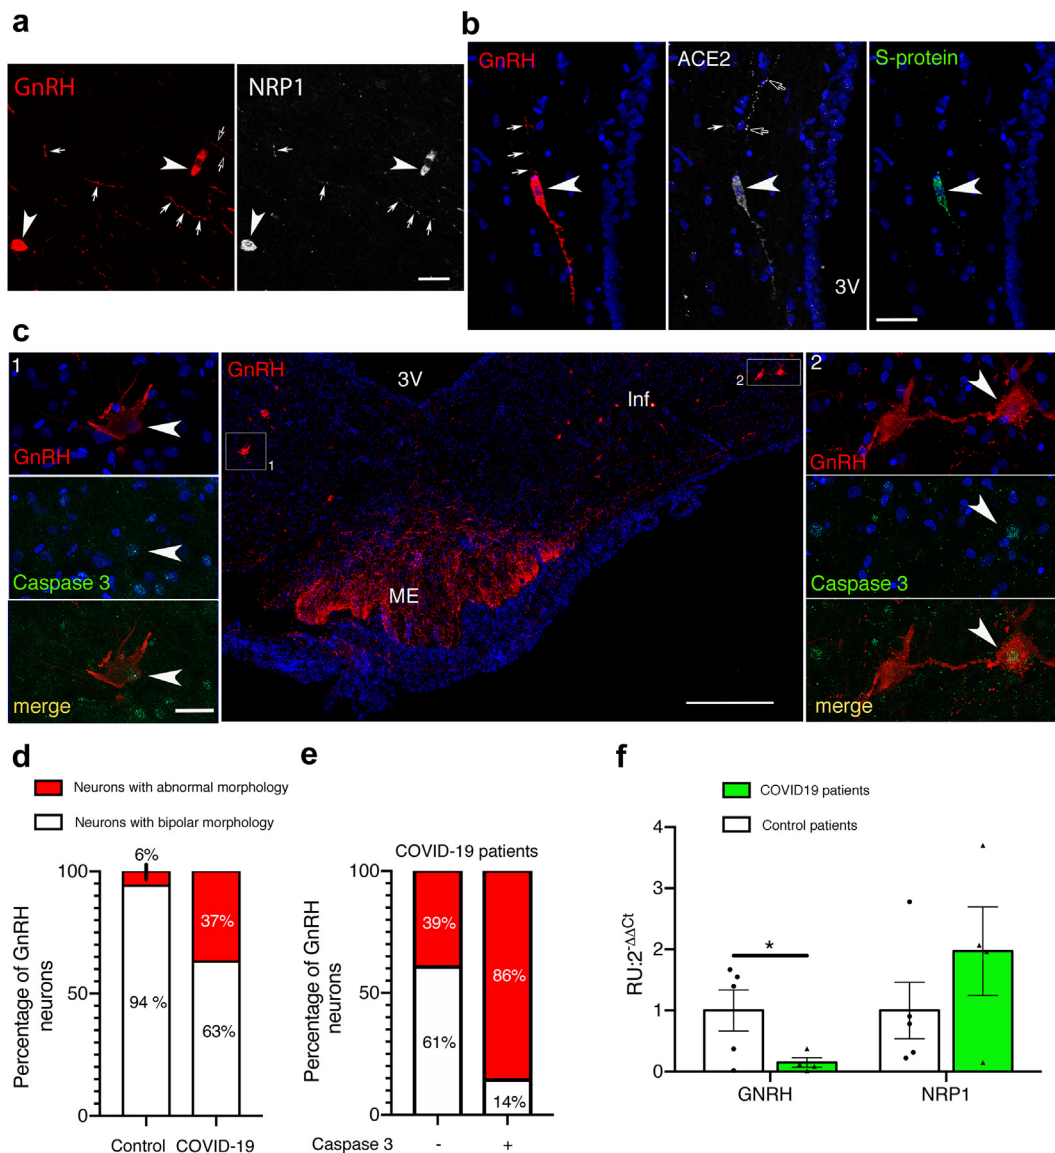 a
GnRH
NRP1
b
GnRH
ACE2
S-protein
3V
c
1
GnRH
Caspase 3
merge
GnRH
3V
Inf.
1
2
ME
2
GnRH
Caspase 3
merge
d
Neurons with abnormal morphology
Neurons with bipolar morphology
Percentage of GnRH
neurons
100
50
0
6%
94 %
37%
63%
Control
COVID-19
e
COVID-19 patients
Percentage of GnRH
neurons
100
50
0
39%
61%
86%
14%
Caspase 3
-
+
f
COVID19 patients
Control patients
RU:2^-ΔΔCt
4
3
2
1
0
*
GNRH
NRP1